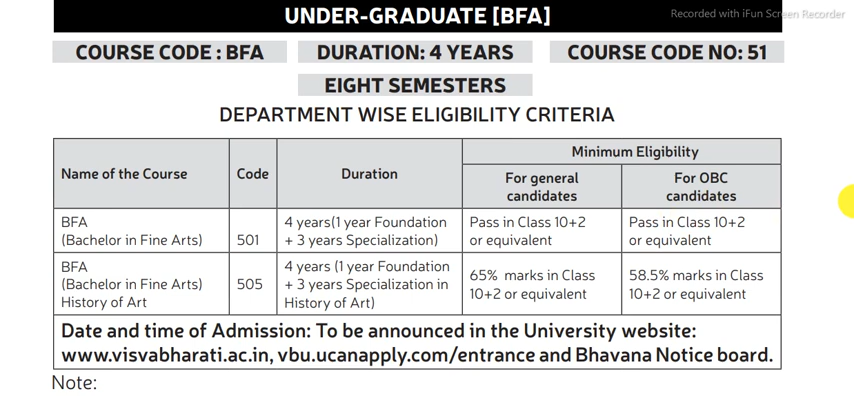 UNDER-GRADUATE [BFA]
Recorded with iFun Screen Recorder
COURSE CODE : BFA DURATION: 4 YEARS COURSE CODE NO: 51
EIGHT SEMESTERS
DEPARTMENT WISE ELIGIBILITY CRITERIA
Name of the Course Code Duration Minimum Eligibility
For general candidates For OBC candidates
BFA
(Bachelor in Fine Arts) 501 4 years(1 year Foundation + 3 years Specialization) Pass in Class 10+2 or equivalent Pass in Class 10+2 or equivalent
BFA
(Bachelor in Fine Arts)
History of Art 505 4 years (1 year Foundation + 3 years Specialization in History of Art) 65% marks in Class 10+2 or equivalent 58.5% marks in Class 10+2 or equivalent
Date and time of Admission: To be announced in the University website:
www.visvabharati.ac.in, vbu.ucanapply.com/entrance and Bhavana Notice board.
Note: